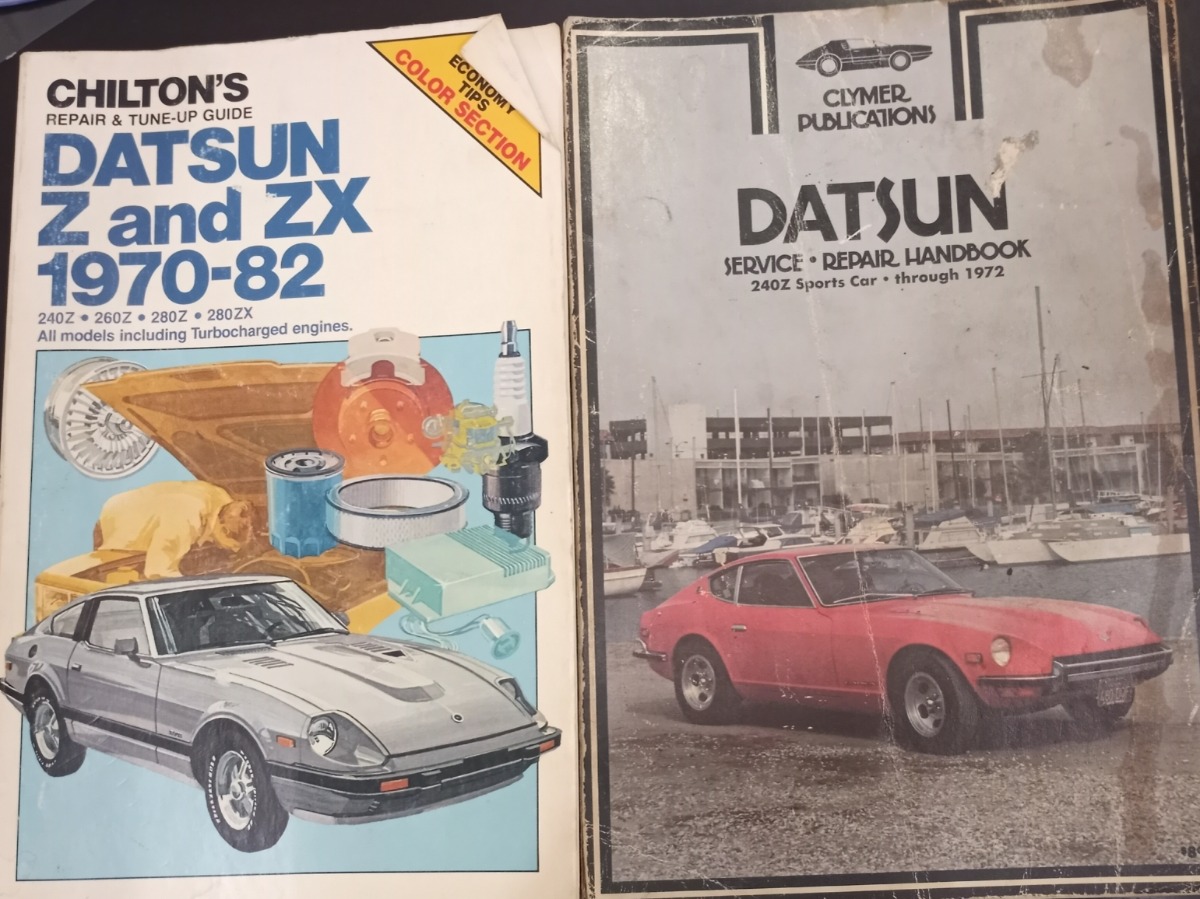 CHILTON'S
REPAIR & TUNE-UP GUIDE
DATSUN
Z and ZX
1970-82
240Z • 260Z • 280Z • 280ZX
All models including Turbocharged engines.
ECONOMY
TIPS
COLOR SECTION
CLYMER
PUBLICATIONS
DATSUN
SERVICE • REPAIR HANDBOOK
240Z Sports Car • through 1972